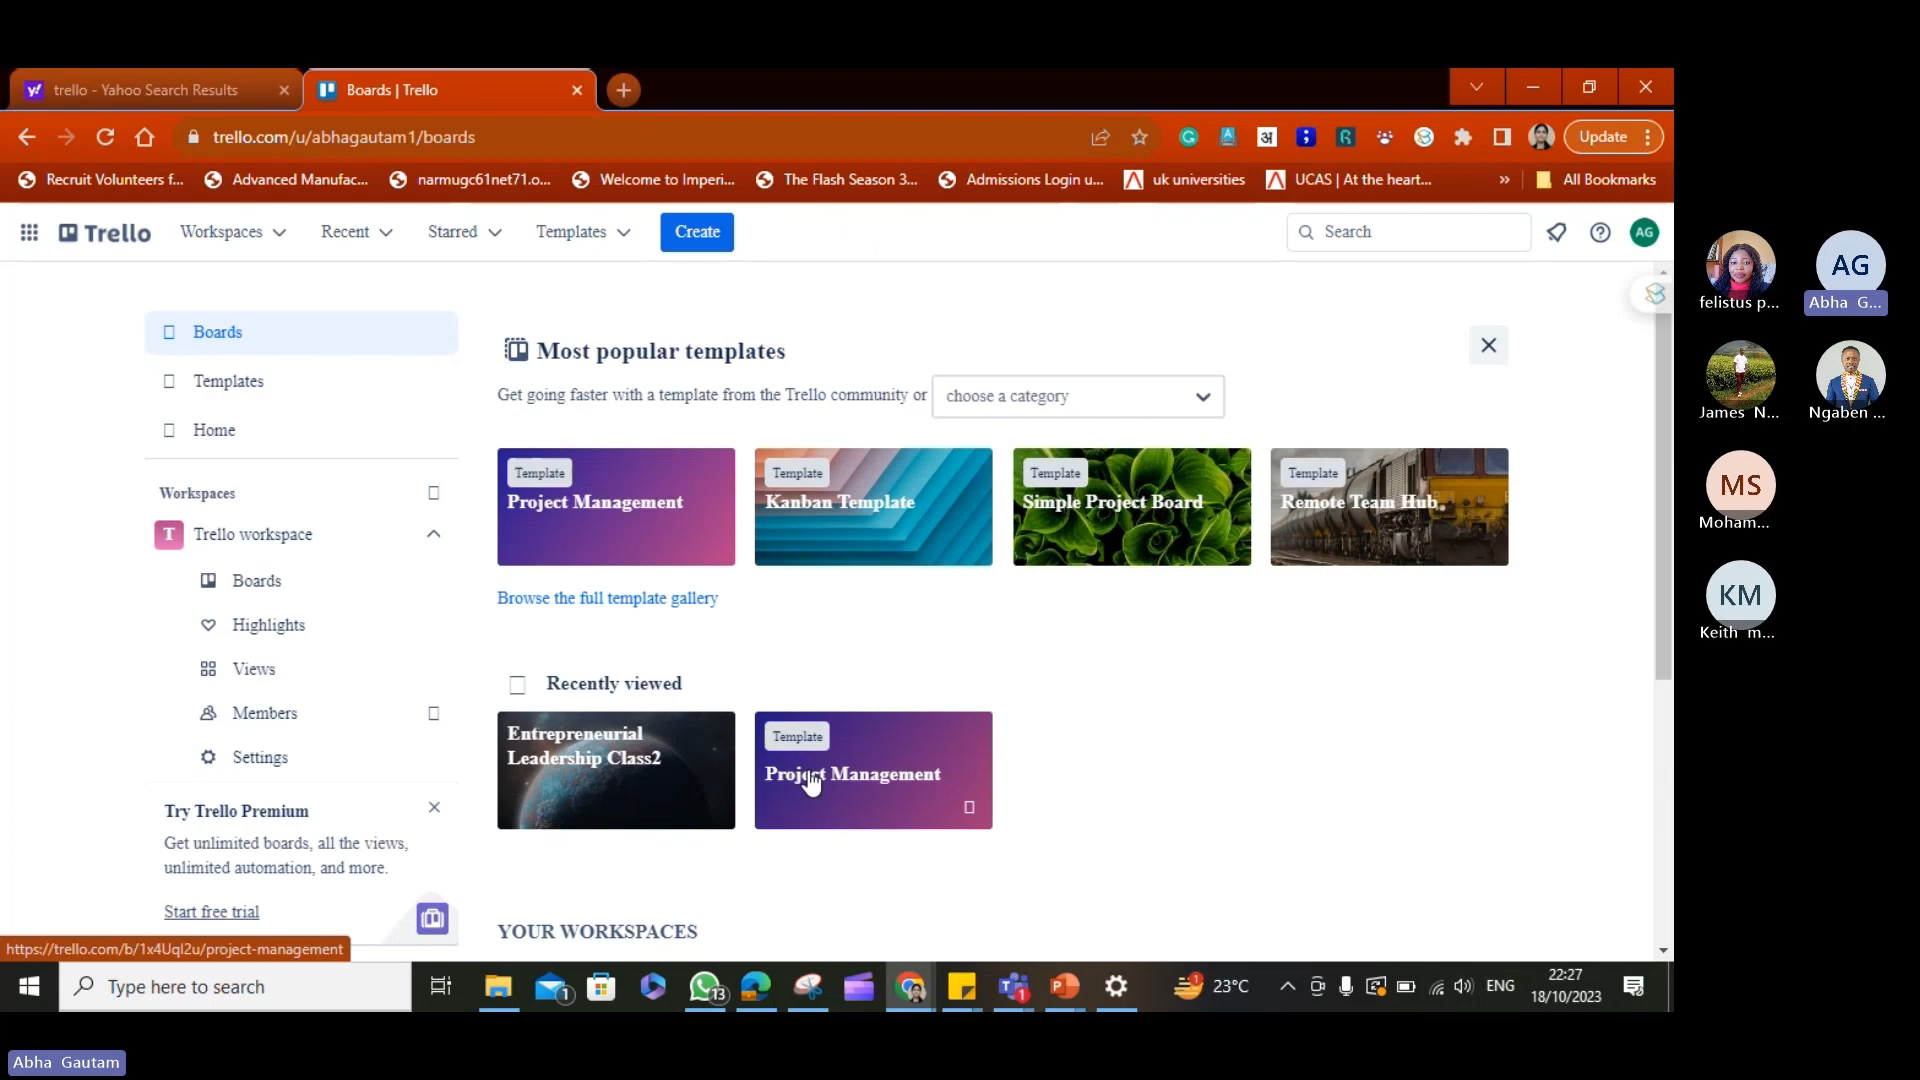 trello - Yahoo Search Results
Boards | Trello
trello.com/u/abhagautam1/boards
Update
Recruit Volunteers f...
Advanced Manufac...
narmugc61net71.o...
Welcome to Imperi...
The Flash Season 3...
Admissions Login u...
uk universities
UCAS | At the heart...
»
All Bookmarks
Trello
Workspaces
Recent
Starred
Templates
Create
Search
AG
Boards
Templates
Home
Workspaces
T
Trello workspace
Boards
Highlights
Views
Members
Settings
Try Trello Premium
Get unlimited boards, all the views,
unlimited automation, and more.
Start free trial
Most popular templates
Get going faster with a template from the Trello community or
choose a category
Template
Project Management
Template
Kanban Template
Template
Simple Project Board
Template
Remote Team Hub
Browse the full template gallery
Recently viewed
Entrepreneurial
Leadership Class2
Template
Project Management
YOUR WORKSPACES
https://trello.com/b/1x4Uql2u/project-management
Type here to search
1
13
1
1
23°C
ENG
22:27
18/10/2023
felistus p...
AG
Abha G...
James N...
Ngaben ...
MS
Moham...
KM
Keith m...
Abha Gautam